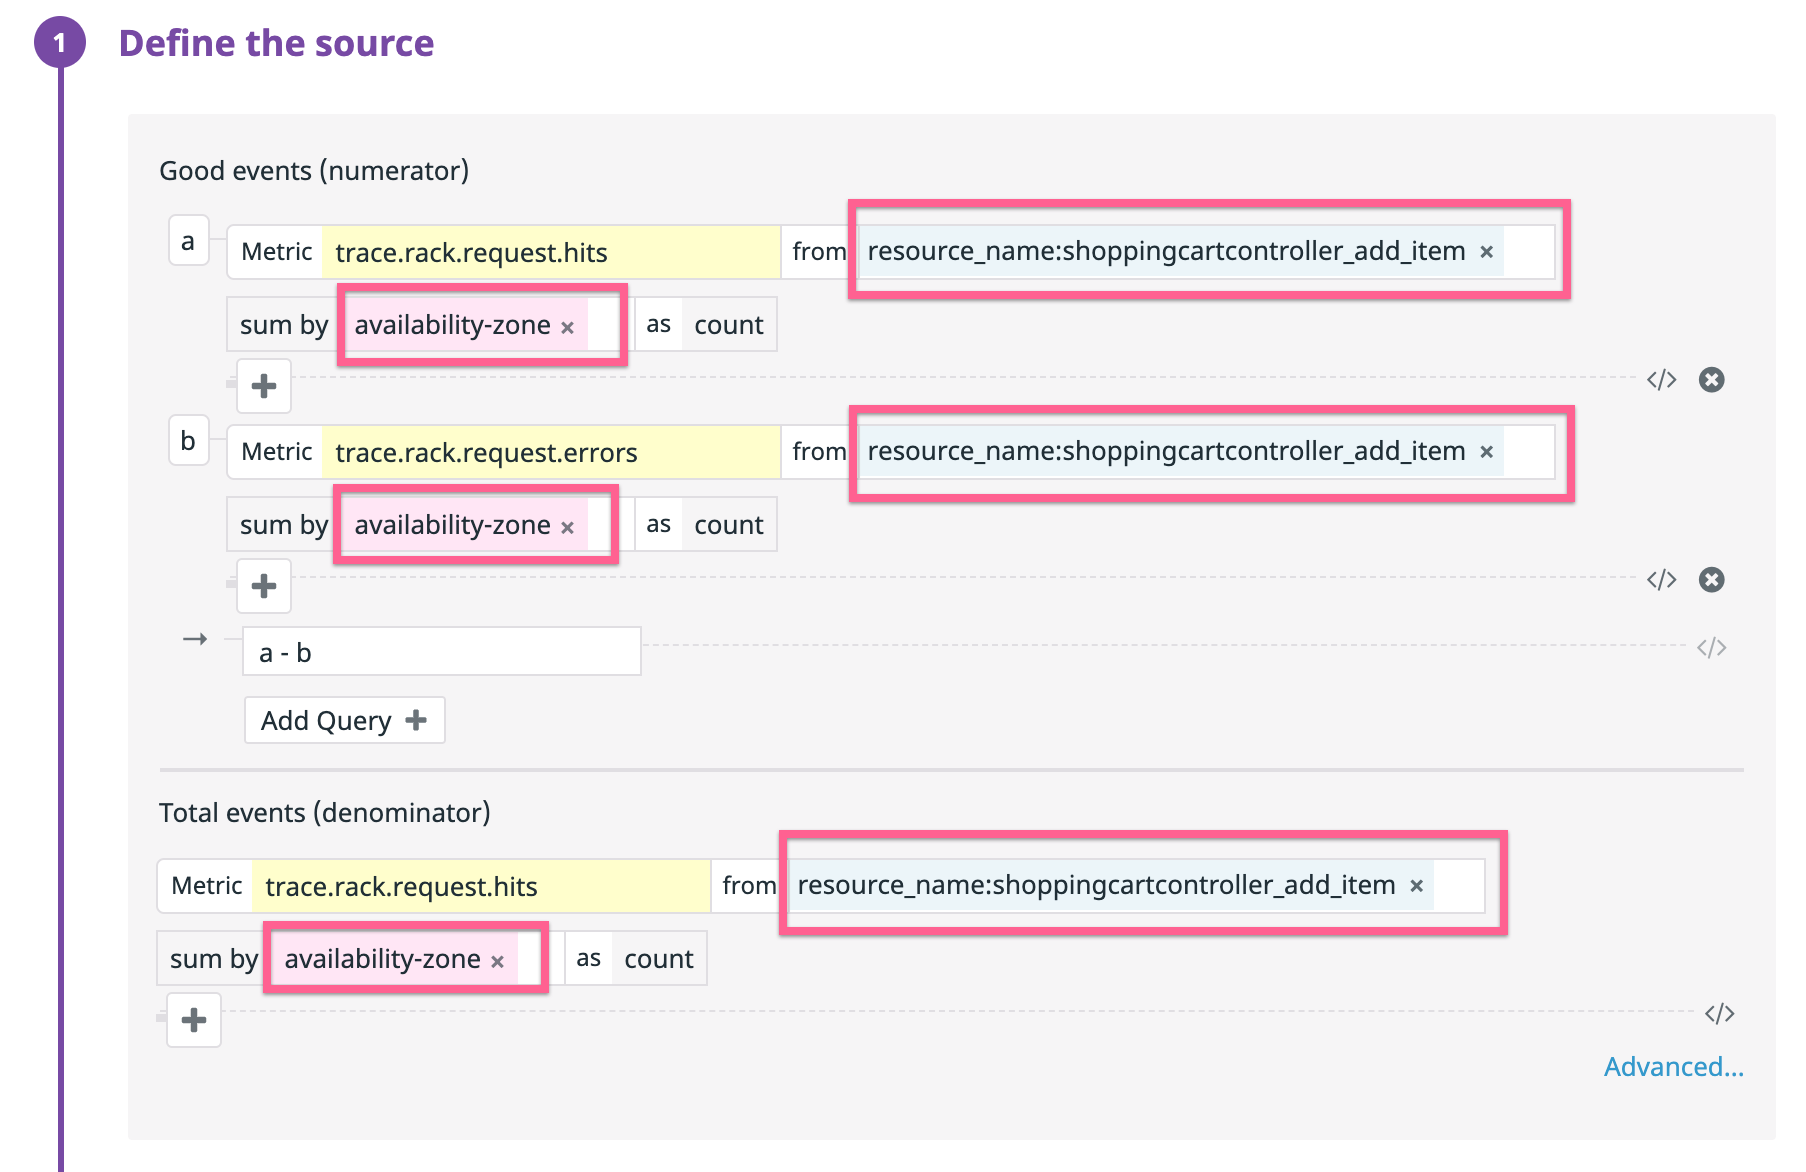 1 Define the source
Good events (numerator)
a Metric trace.rack.request.hits from resource_name:shoppingcartcontroller_add_item ×
sum by availability-zone × as count
+ </>
b Metric trace.rack.request.errors from resource_name:shoppingcartcontroller_add_item ×
sum by availability-zone × as count
+ </>
→ a - b </>
Add Query +
Total events (denominator)
Metric trace.rack.request.hits from resource_name:shoppingcartcontroller_add_item ×
sum by availability-zone × as count
+ </>
Advanced...